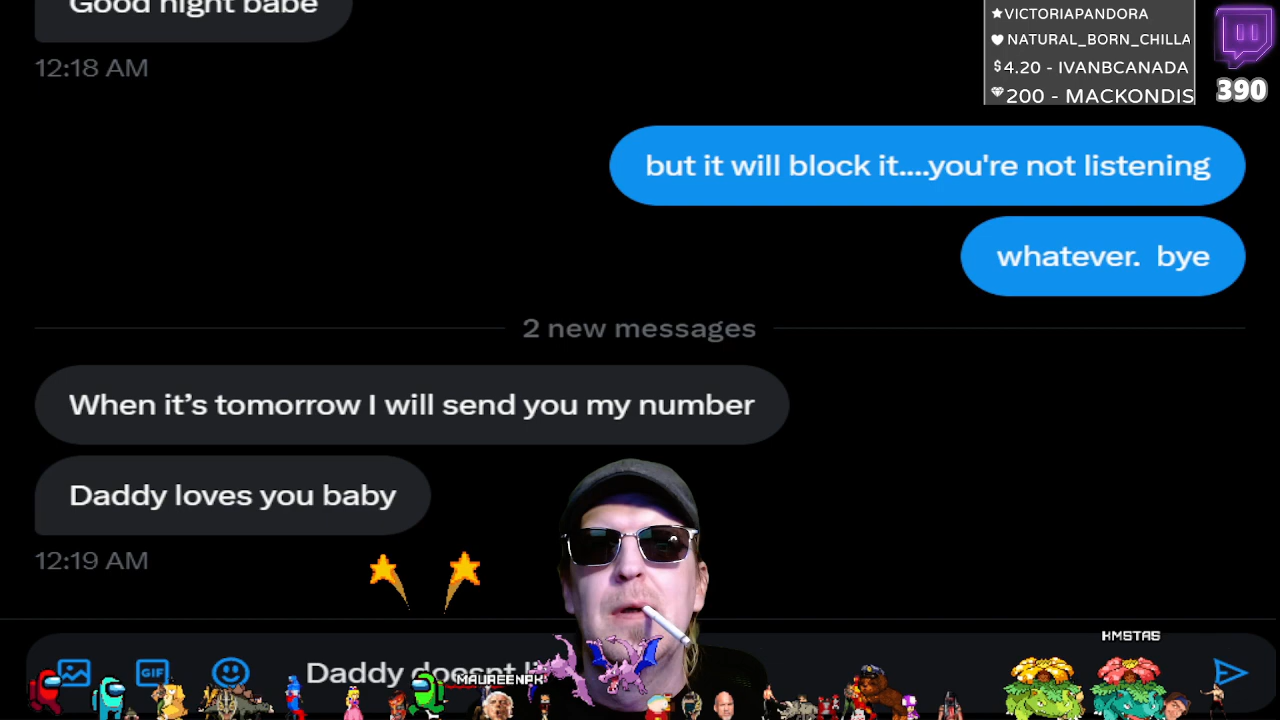 Good night babe
12:18 AM
★VICTORIAPANDORA
NATURAL_BORN_CHILLA
$4.20 - IVANBCANADA
200 - MACKONDIS
390
but it will block it....you're not listening
whatever.  bye
2 new messages
When it's tomorrow I will send you my number
Daddy loves you baby
12:19 AM
HMSTAS
GIF
Daddy doesnt
MAUREENPK